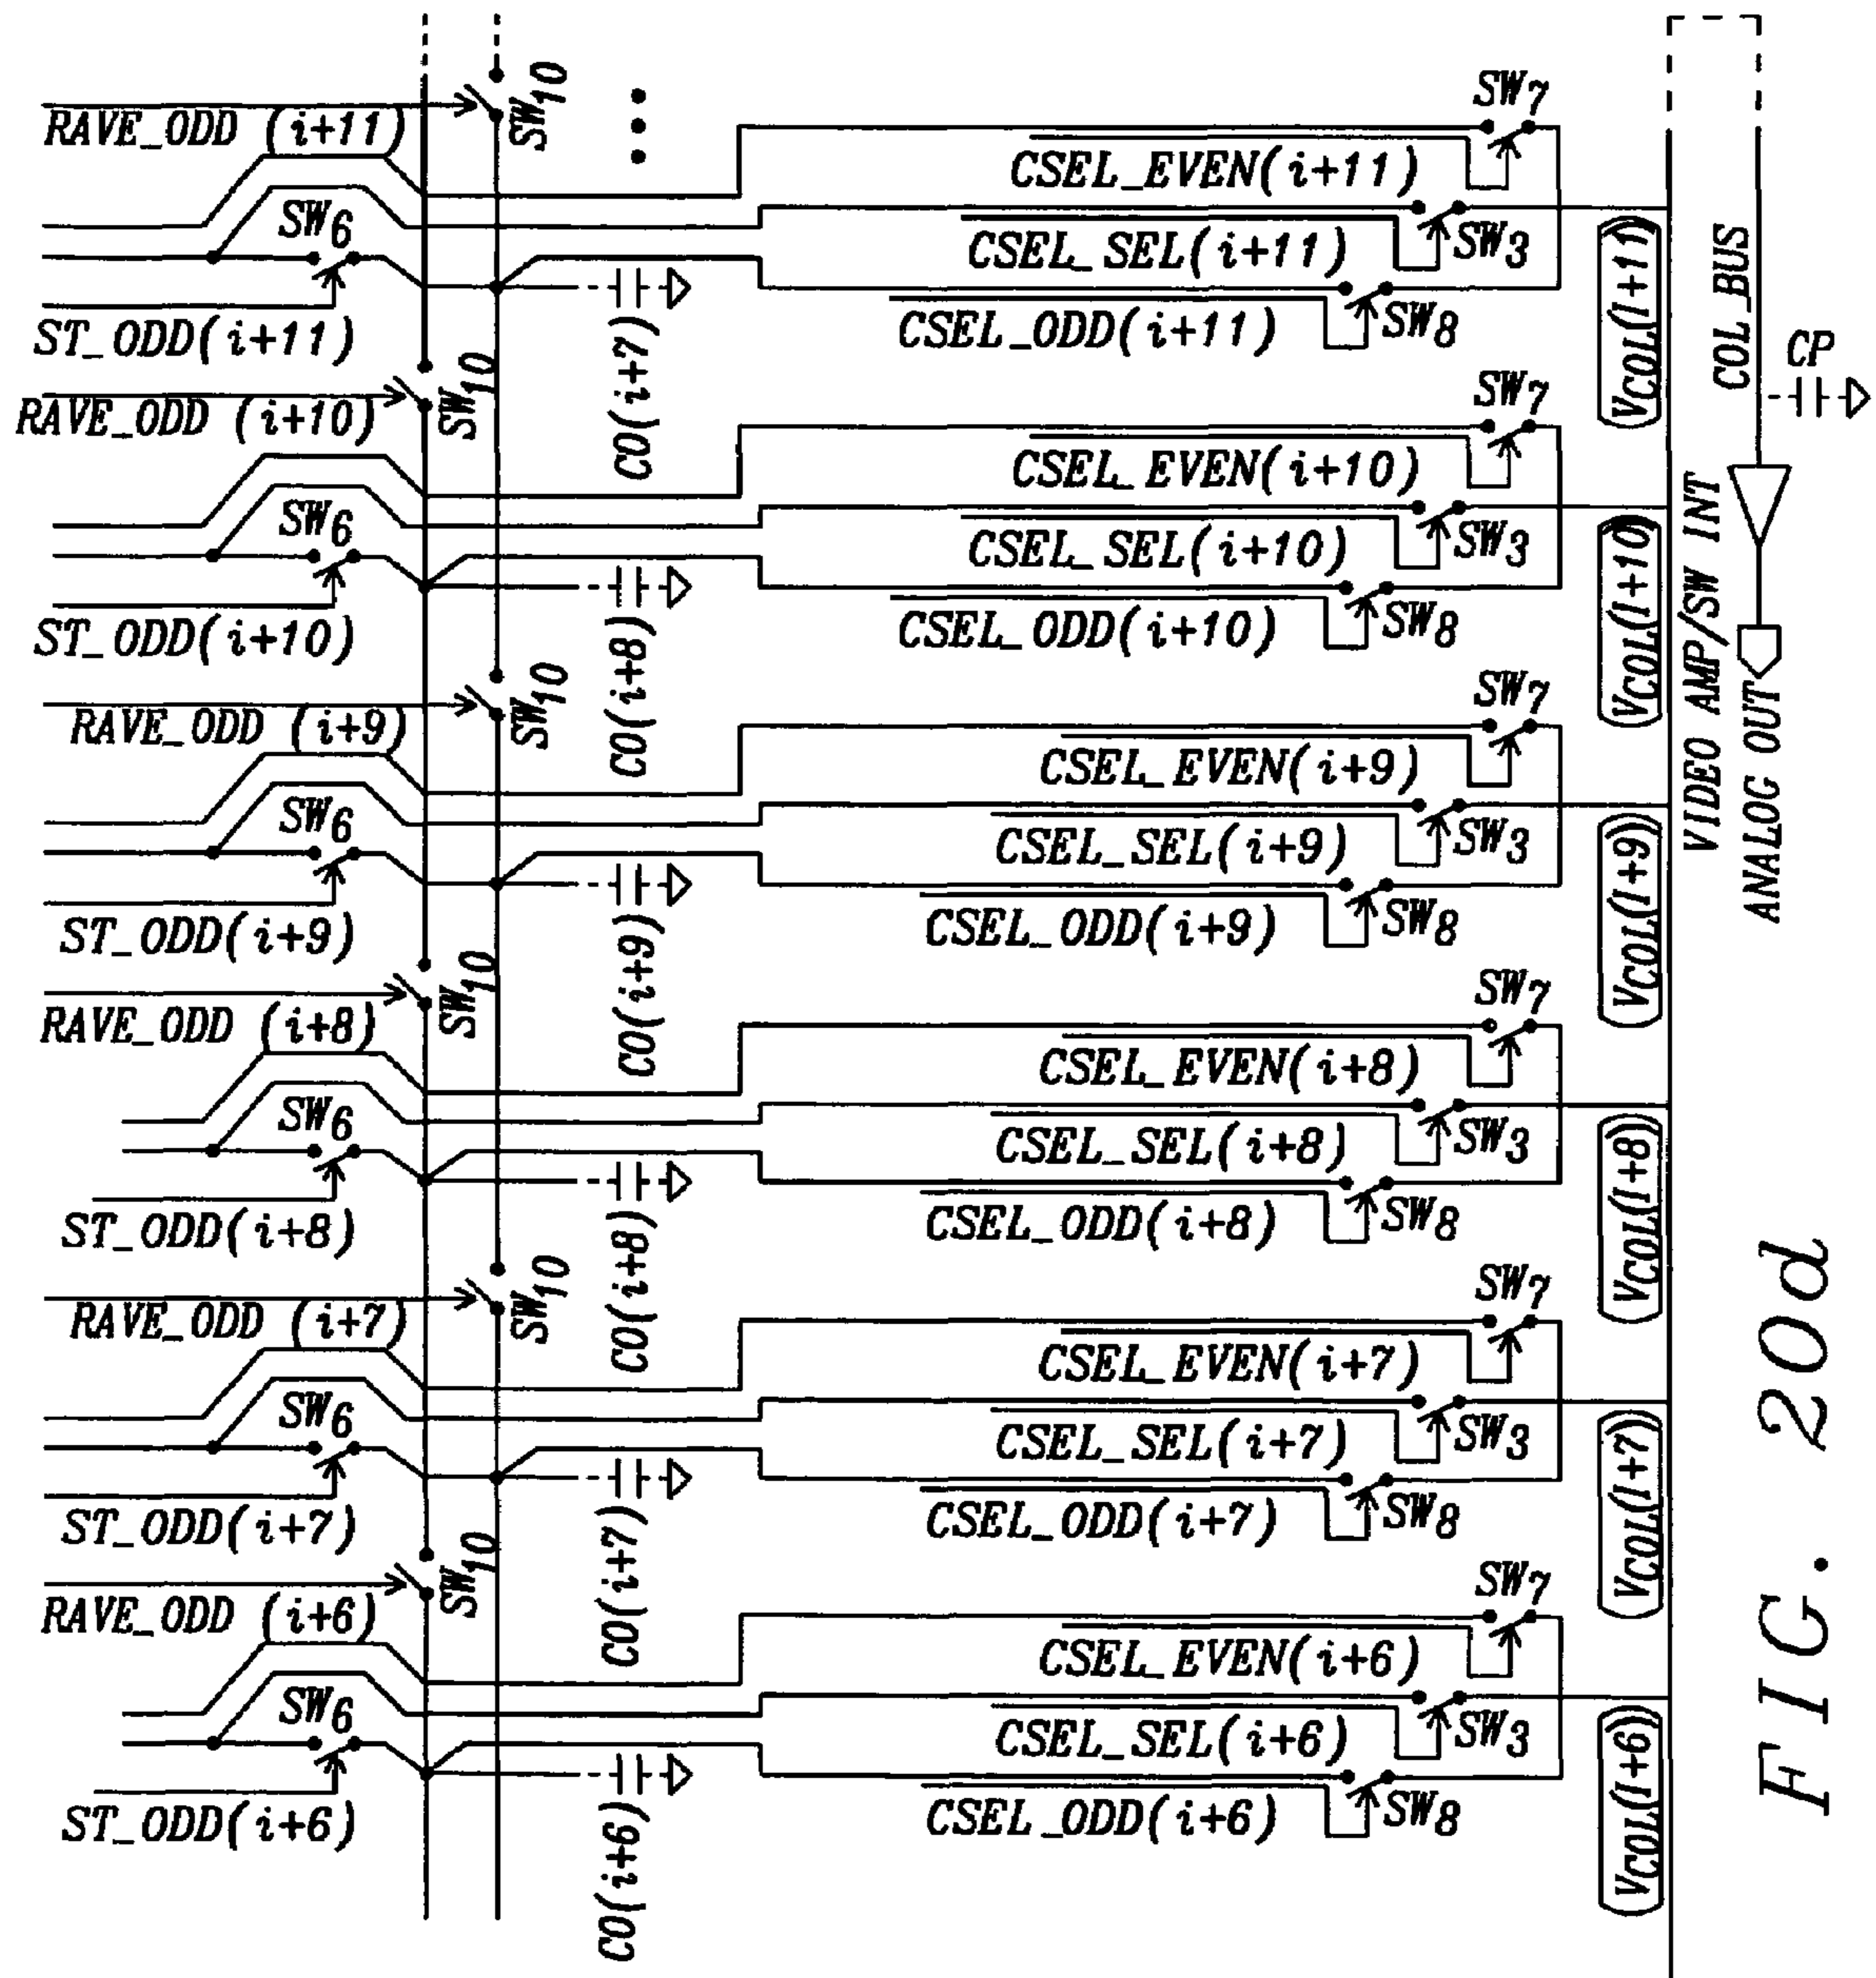 RAVE_ODD (i+11)
SW10
SW7
CSEL_EVEN(i+11)
SW6
CSEL_SEL(i+11)
SW3
ST_ODD(i+11)
CO(i+7)
CSEL_ODD(i+11)
SW8
VCOL(I+11)
COL_BUS
CP
RAVE_ODD (i+10)
SW10
SW7
CSEL_EVEN(i+10)
SW6
CSEL_SEL(i+10)
SW3
ST_ODD(i+10)
CO(i+8)
CSEL_ODD(i+10)
SW8
VCOL(I+10)
VIDEO AMP/SW INT
ANALOG OUT
RAVE_ODD (i+9)
SW10
SW7
CSEL_EVEN(i+9)
SW6
CSEL_SEL(i+9)
SW3
ST_ODD(i+9)
CO(i+9)
CSEL_ODD(i+9)
SW8
VCOL(I+9)
RAVE_ODD (i+8)
SW10
SW7
CSEL_EVEN(i+8)
SW6
CSEL_SEL(i+8)
SW3
ST_ODD(i+8)
CO(i+8)
CSEL_ODD(i+8)
SW8
VCOL(I+8)
RAVE_ODD (i+7)
SW10
SW7
CSEL_EVEN(i+7)
SW6
CSEL_SEL(i+7)
SW3
ST_ODD(i+7)
CO(i+7)
CSEL_ODD(i+7)
SW8
VCOL(I+7)
RAVE_ODD (i+6)
SW10
SW7
CSEL_EVEN(i+6)
SW6
CSEL_SEL(i+6)
SW3
ST_ODD(i+6)
CO(i+6)
CSEL_ODD(i+6)
SW8
VCOL(I+6)
FIG. 20d